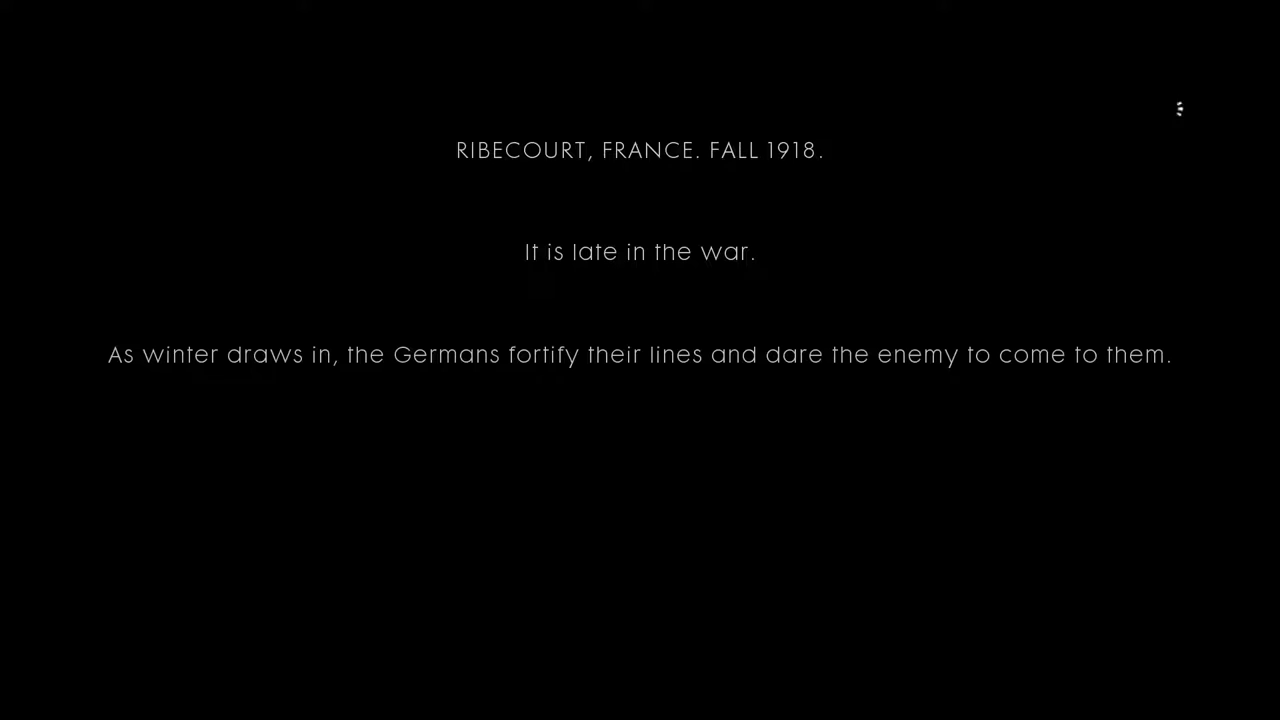 RIBECOURT, FRANCE. FALL 1918.
It is late in the war.
As winter draws in, the Germans fortify their lines and dare the enemy to come to them.